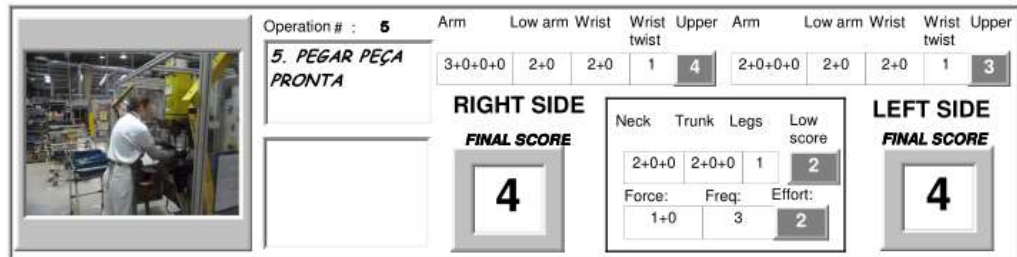 Operation # : 5
5. PEGAR PEÇA
PRONTA
Arm Low arm Wrist Wrist twist Upper
3+0+0+0 2+0 2+0 1 4
Arm Low arm Wrist Wrist twist Upper
2+0+0+0 2+0 2+0 1 3
RIGHT SIDE
FINAL SCORE
4
Neck Trunk Legs Low score
2+0+0 2+0+0 1 2
Force: Freq: Effort:
1+0 3 2
LEFT SIDE
FINAL SCORE
4